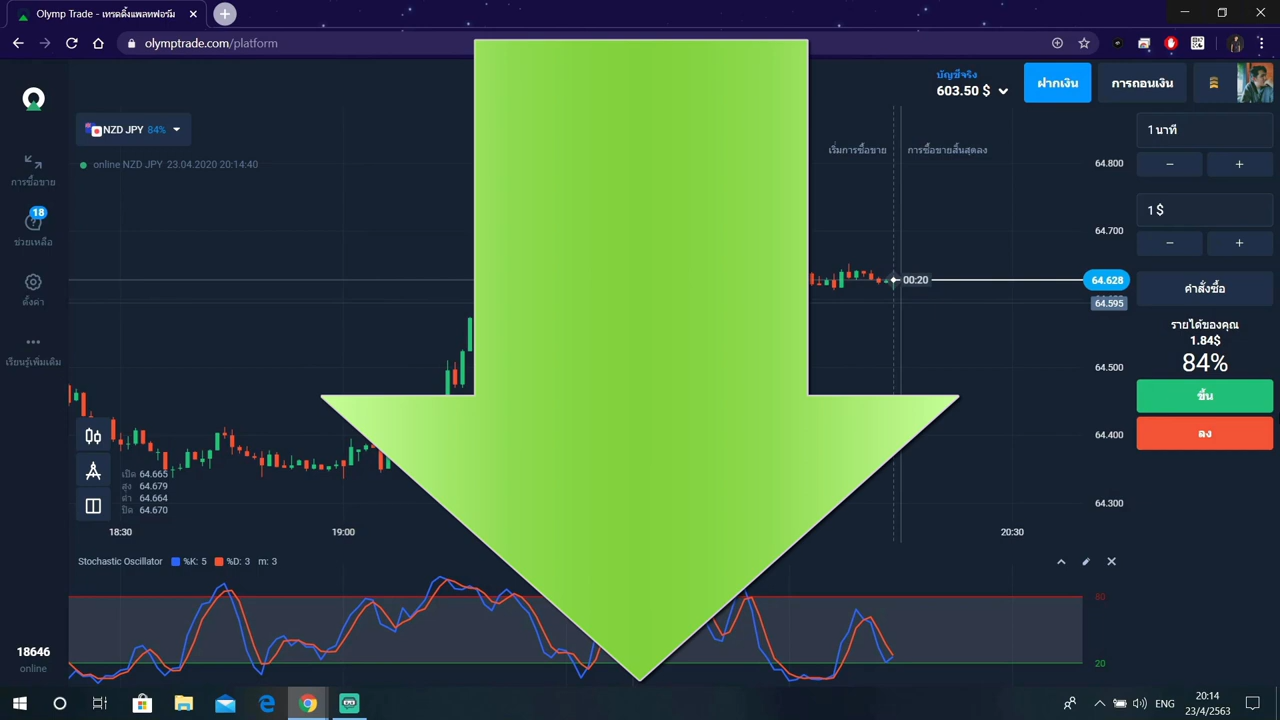 Olymp Trade - เทรดดิ้งแพลทฟอร์ม
olymptrade.com/platform
บัญชีจริง
603.50 $
ฝากเงิน
การถอนเงิน
NZD JPY 84%
online NZD JPY 23.04.2020 20:14:40
เริ่มการซื้อขาย
การซื้อขายสิ้นสุดลง
การซื้อขาย
18
ช่วยเหลือ
ตั้งค่า
เรียนรู้เพิ่มเติม
64.800
64.700
00:20
64.628
64.595
64.500
64.400
64.300
1 นาที
1 $
คำสั่งซื้อ
รายได้ของคุณ
1.84$
84%
ขึ้น
ลง
เปิด 64.665
สูง 64.679
ต่ำ 64.664
ปิด 64.670
18:30
19:00
20:30
Stochastic Oscillator %K: 5 %D: 3 m: 3
80
20
18646
online
ENG
20:14
23/4/2563